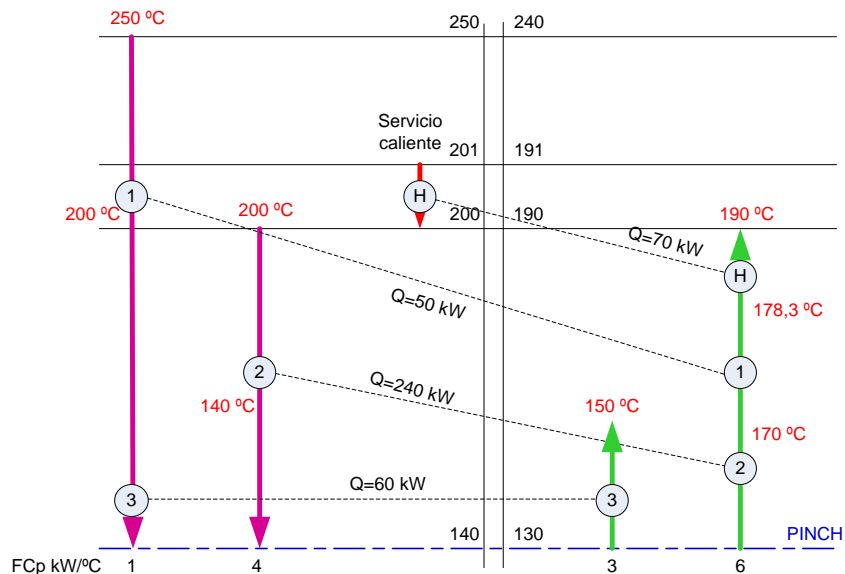 250 ºC
250 240
Servicio
caliente
201 191
1 H
200 ºC 200 ºC 200 190 190 ºC
Q=70 kW
H
Q=50 kW 178,3 ºC
2 1
Q=240 kW
140 ºC 150 ºC 170 ºC
2
Q=60 kW
3 3
140 130 PINCH
FCp kW/ºC 1 4 3 6